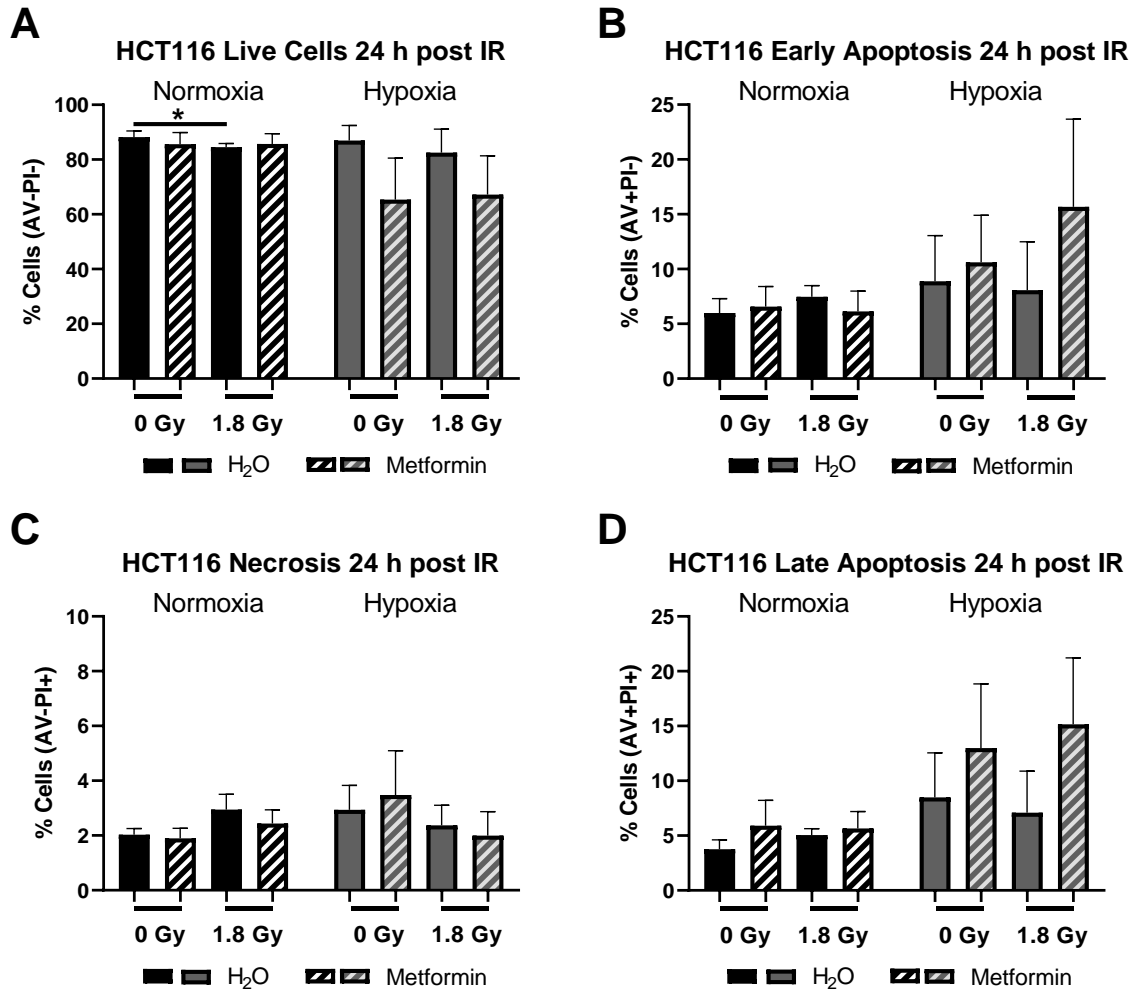 A
HCT116 Live Cells 24 h post IR
Normoxia Hypoxia
*
% Cells (AV-PI-)
100
80
60
40
20
0
0 Gy 1.8 Gy 0 Gy 1.8 Gy
H₂O Metformin
B
HCT116 Early Apoptosis 24 h post IR
Normoxia Hypoxia
% Cells (AV+PI-)
25
20
15
10
5
0
0 Gy 1.8 Gy 0 Gy 1.8 Gy
H₂O Metformin
C
HCT116 Necrosis 24 h post IR
Normoxia Hypoxia
% Cells (AV-PI+)
10
8
6
4
2
0
0 Gy 1.8 Gy 0 Gy 1.8 Gy
H₂O Metformin
D
HCT116 Late Apoptosis 24 h post IR
Normoxia Hypoxia
% Cells (AV+PI+)
25
20
15
10
5
0
0 Gy 1.8 Gy 0 Gy 1.8 Gy
H₂O Metformin